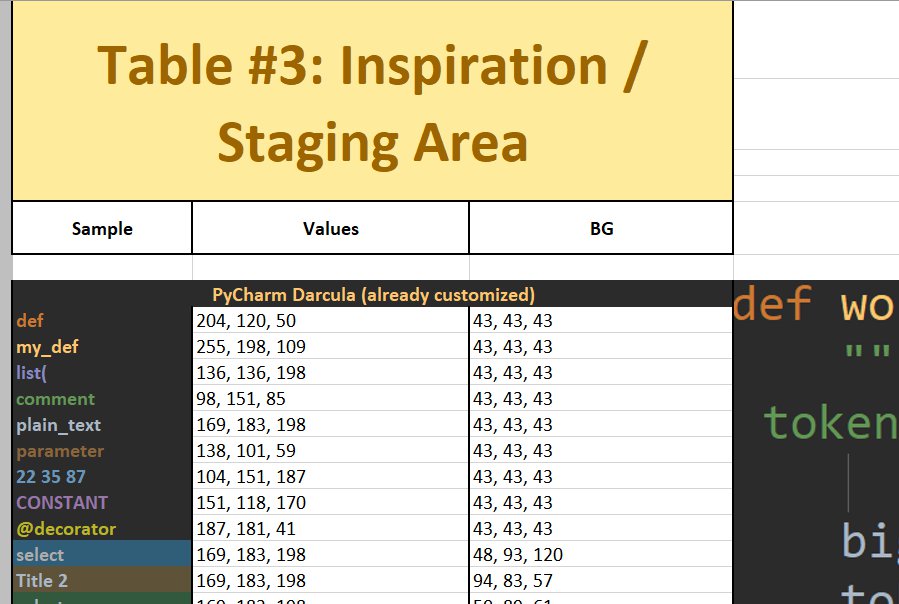 Table #3: Inspiration /
Staging Area
Sample Values BG
PyCharm Darcula (already customized)
def 204, 120, 50 43, 43, 43
my_def 255, 198, 109 43, 43, 43
list( 136, 136, 198 43, 43, 43
comment 98, 151, 85 43, 43, 43
plain_text 169, 183, 198 43, 43, 43
parameter 138, 101, 59 43, 43, 43
22 35 87 104, 151, 187 43, 43, 43
CONSTANT 151, 118, 170 43, 43, 43
@decorator 187, 181, 41 43, 43, 43
select 169, 183, 198 48, 93, 120
Title 2 169, 183, 198 94, 83, 57
def wo
""
token
big
to